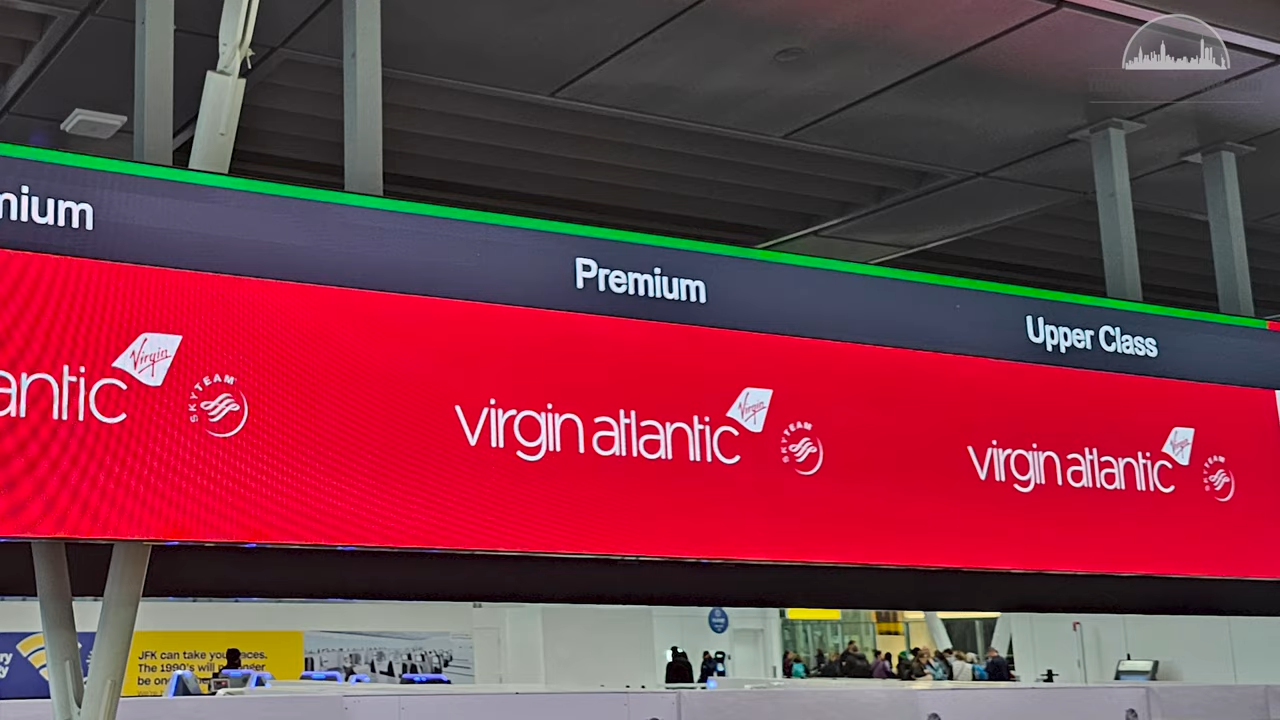 mium
Premium
Upper Class
antic
Virgin
SKYTEAM
virgin atlantic
Virgin
SKYTEAM
virgin atlantic
Virgin
SKYTEAM
JFK can take you
The 1990's will
be